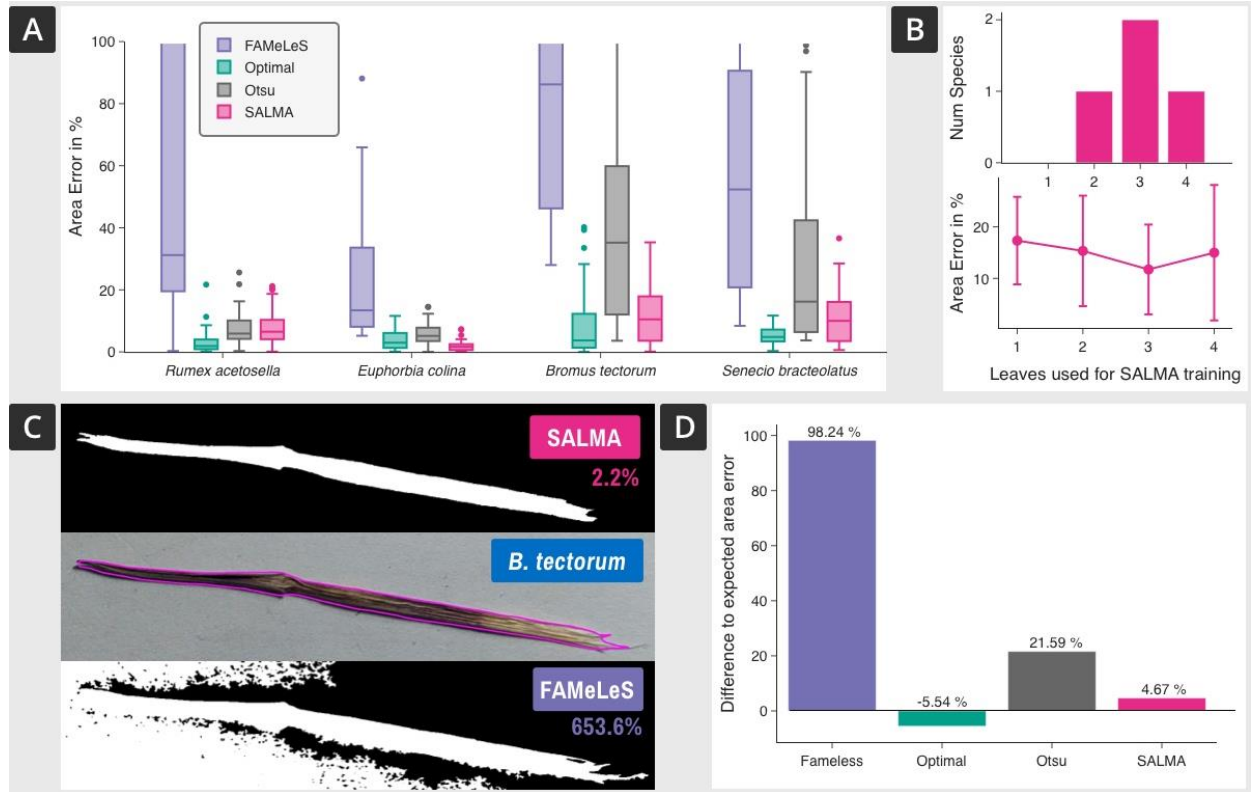 A
Area Error in %
100
80
60
40
20
0
FAMeLeS
Optimal
Otsu
SALMA
Rumex acetosella
Euphorbia colina
Bromus tectorum
Senecio bracteolatus
B
Num Species
2
1
0
1 2 3 4
Area Error in %
20
10
1 2 3 4
Leaves used for SALMA training
C
SALMA
2.2%
B. tectorum
FAMeLeS
653.6%
D
Difference to expected area error
100
80
60
40
20
0
98.24 %
-5.54 %
21.59 %
4.67 %
Fameless
Optimal
Otsu
SALMA